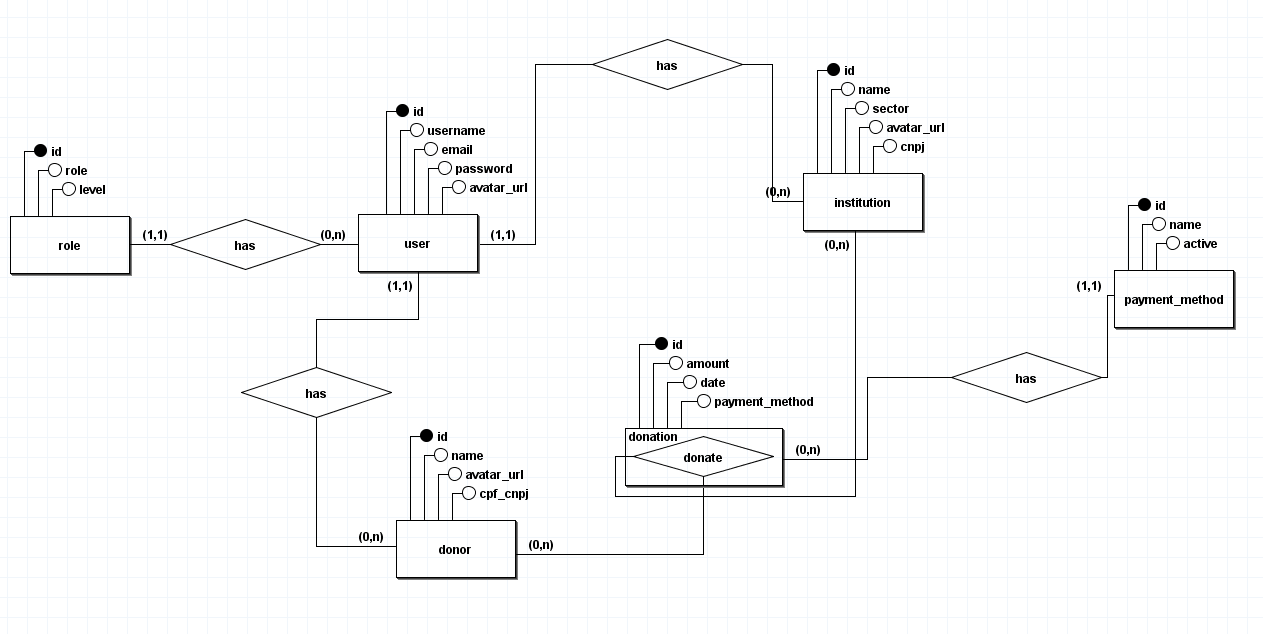 has
id
name
sector
avatar_url
cnpj
(0,n)
institution
(0,n)
id
username
email
password
avatar_url
user
(1,1)
(1,1)
id
role
level
role
(1,1)
has
(0,n)
id
name
active
payment_method
(1,1)
has
id
amount
date
payment_method
donation
donate
(0,n)
has
id
name
avatar_url
cpf_cnpj
donor
(0,n)
(0,n)